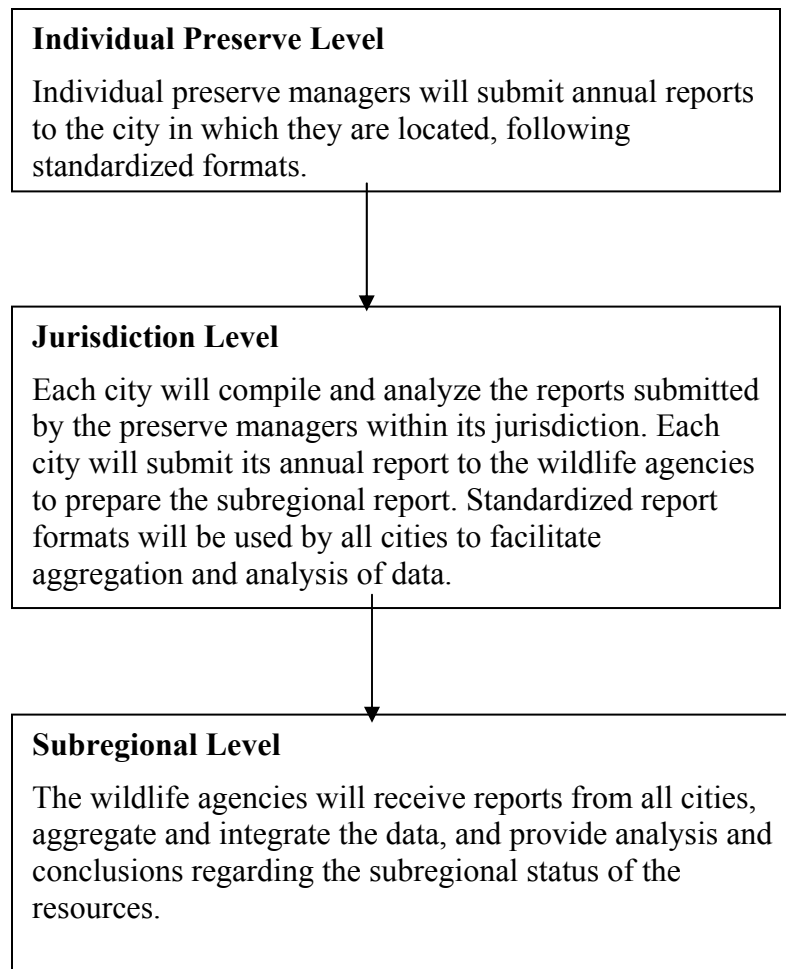 Individual Preserve Level
Individual preserve managers will submit annual reports
to the city in which they are located, following
standardized formats.
Jurisdiction Level
Each city will compile and analyze the reports submitted
by the preserve managers within its jurisdiction. Each
city will submit its annual report to the wildlife agencies
to prepare the subregional report. Standardized report
formats will be used by all cities to facilitate
aggregation and analysis of data.
Subregional Level
The wildlife agencies will receive reports from all cities,
aggregate and integrate the data, and provide analysis and
conclusions regarding the subregional status of the
resources.